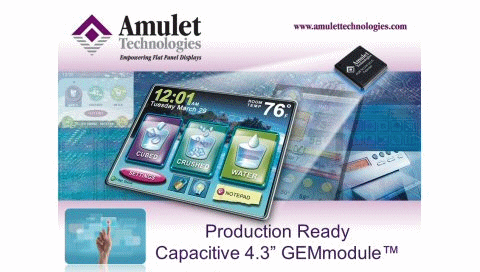 Amulet
Technologies
Empowering Flat Panel Displays
www.amulettechnologies.com
12:01 AM
Tuesday March 29
ROOM
TEMP
76°
CUBED
CRUSHED
WATER
SETTINGS
NOTEPAD
Production Ready
Capacitive 4.3” GEMmodule™